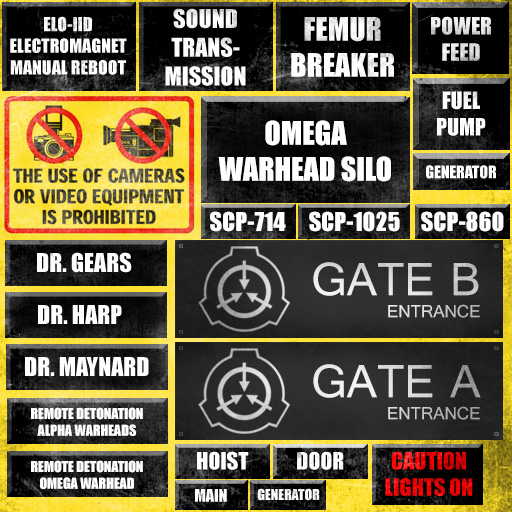 ELO-IID
ELECTROMAGNET
MANUAL REBOOT
SOUND
TRANS-
MISSION
FEMUR
BREAKER
POWER
FEED
FUEL
PUMP
GENERATOR
THE USE OF CAMERAS
OR VIDEO EQUIPMENT
IS PROHIBITED
OMEGA
WARHEAD SILO
SCP-714
SCP-1025
SCP-860
DR. GEARS
DR. HARP
DR. MAYNARD
REMOTE DETONATION
ALPHA WARHEADS
REMOTE DETONATION
OMEGA WARHEAD
GATE B
ENTRANCE
GATE A
ENTRANCE
HOIST
DOOR
MAIN
GENERATOR
CAUTION
LIGHTS ON